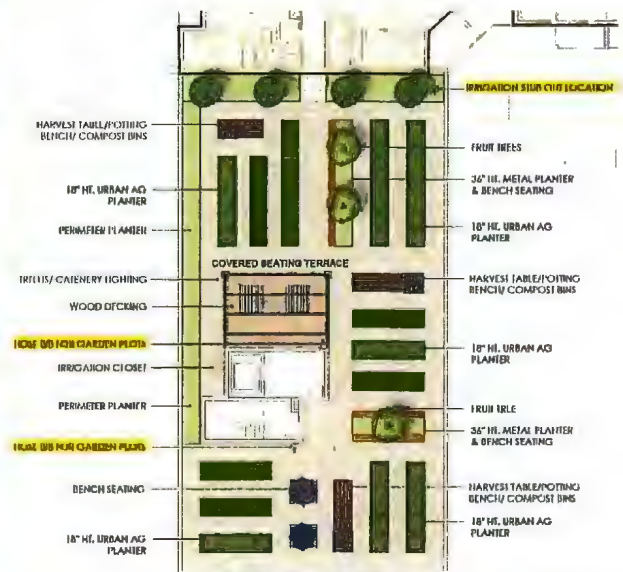 IRRIGATION STUB OUT LOCATION
HARVEST TABLE/POTTING
BENCH/ COMPOST BINS
FRUIT TREES
18" HT. URBAN AG
PLANTER
36" HT. METAL PLANTER
& BENCH SEATING
PERIMETER PLANTER
18" HT. URBAN AG
PLANTER
COVERED SEATING TERRACE
TRELLIS/ CATENERY LIGHTING
HARVEST TABLE/POTTING
BENCH/ COMPOST BINS
WOOD DECKING
HOSE BIB FOR GARDEN PLOTS
18" HT. URBAN AG
PLANTER
IRRIGATION CLOSET
PERIMETER PLANTER
FRUIT TREE
36" HT. METAL PLANTER
& BENCH SEATING
HOSE BIB FOR GARDEN PLOTS
BENCH SEATING
HARVEST TABLE/POTTING
BENCH/ COMPOST BINS
18" HT. URBAN AG
PLANTER
18" HT. URBAN AG
PLANTER